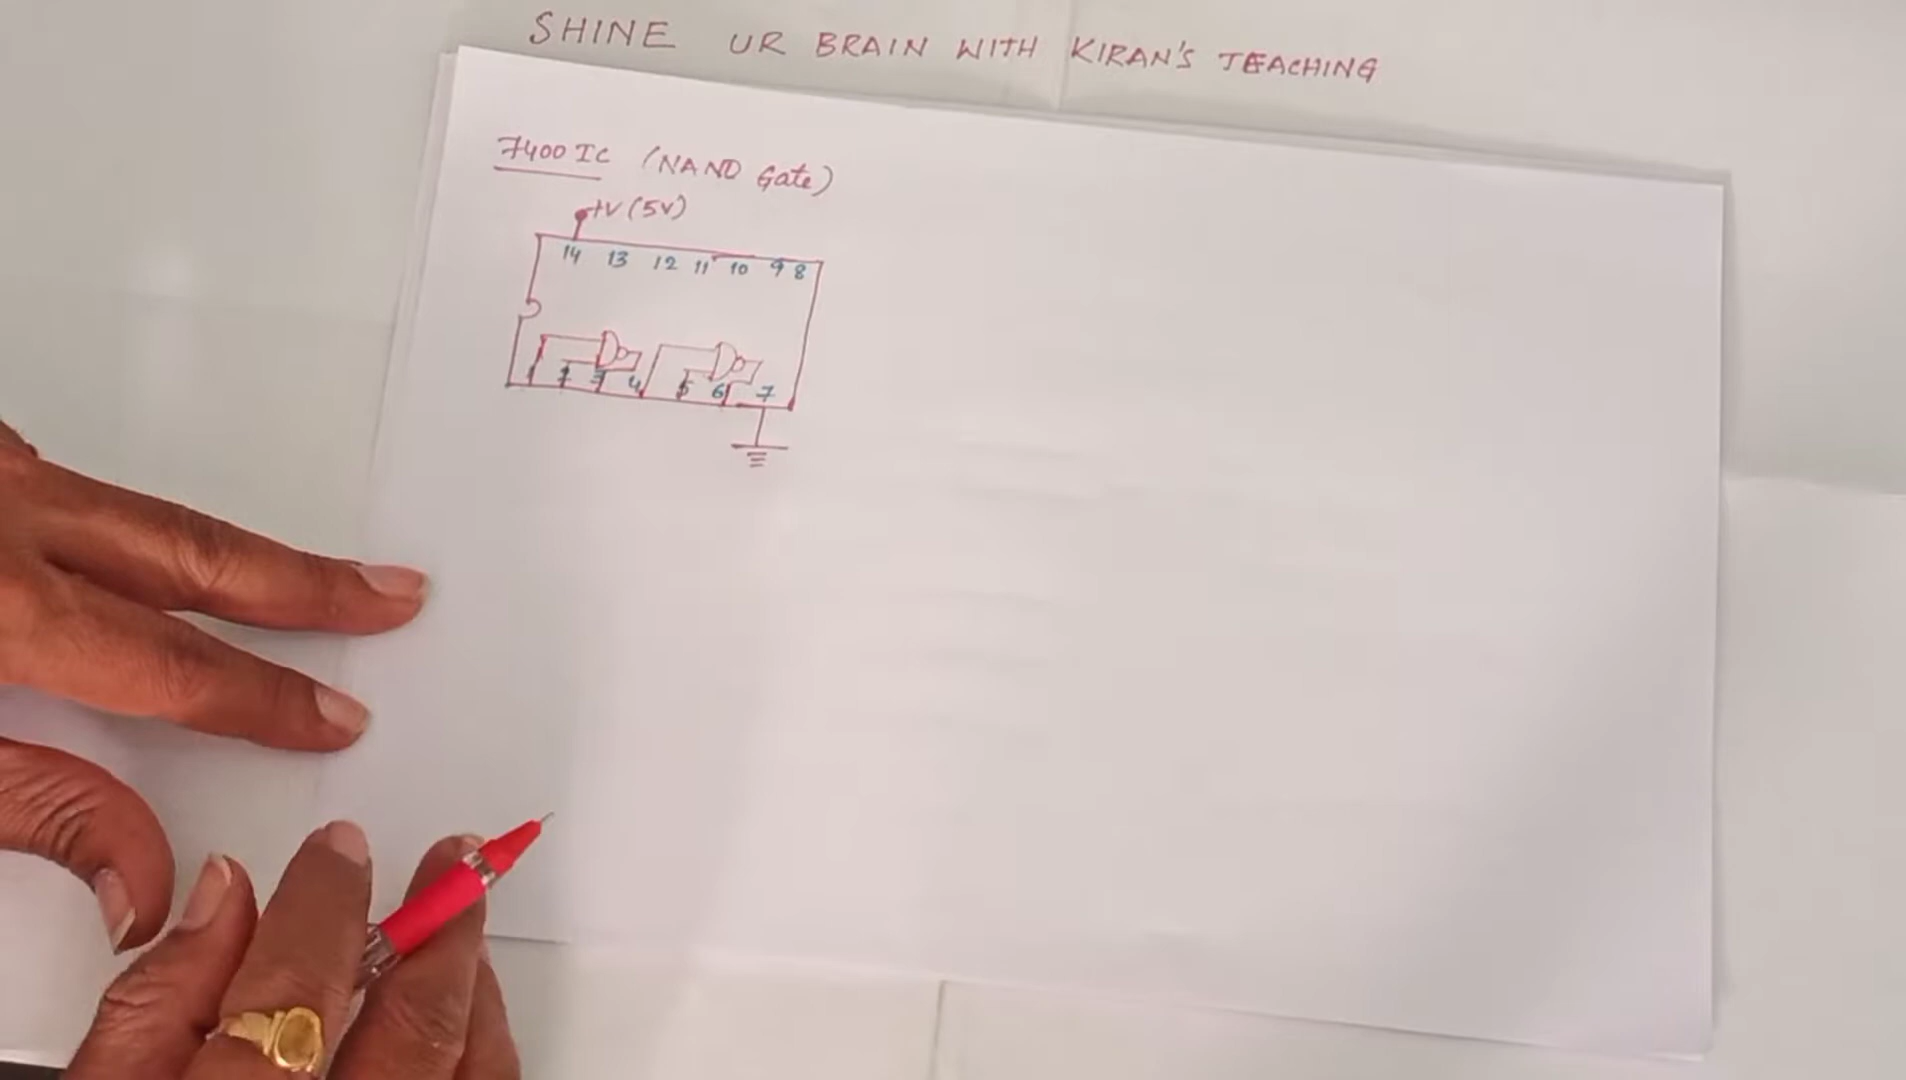 SHINE UR BRAIN WITH KIRAN'S TEACHING
7400 IC (NAND Gate)
+V (5V)
14 13 12 11 10 9 8
1 2 3 4 5 6 7